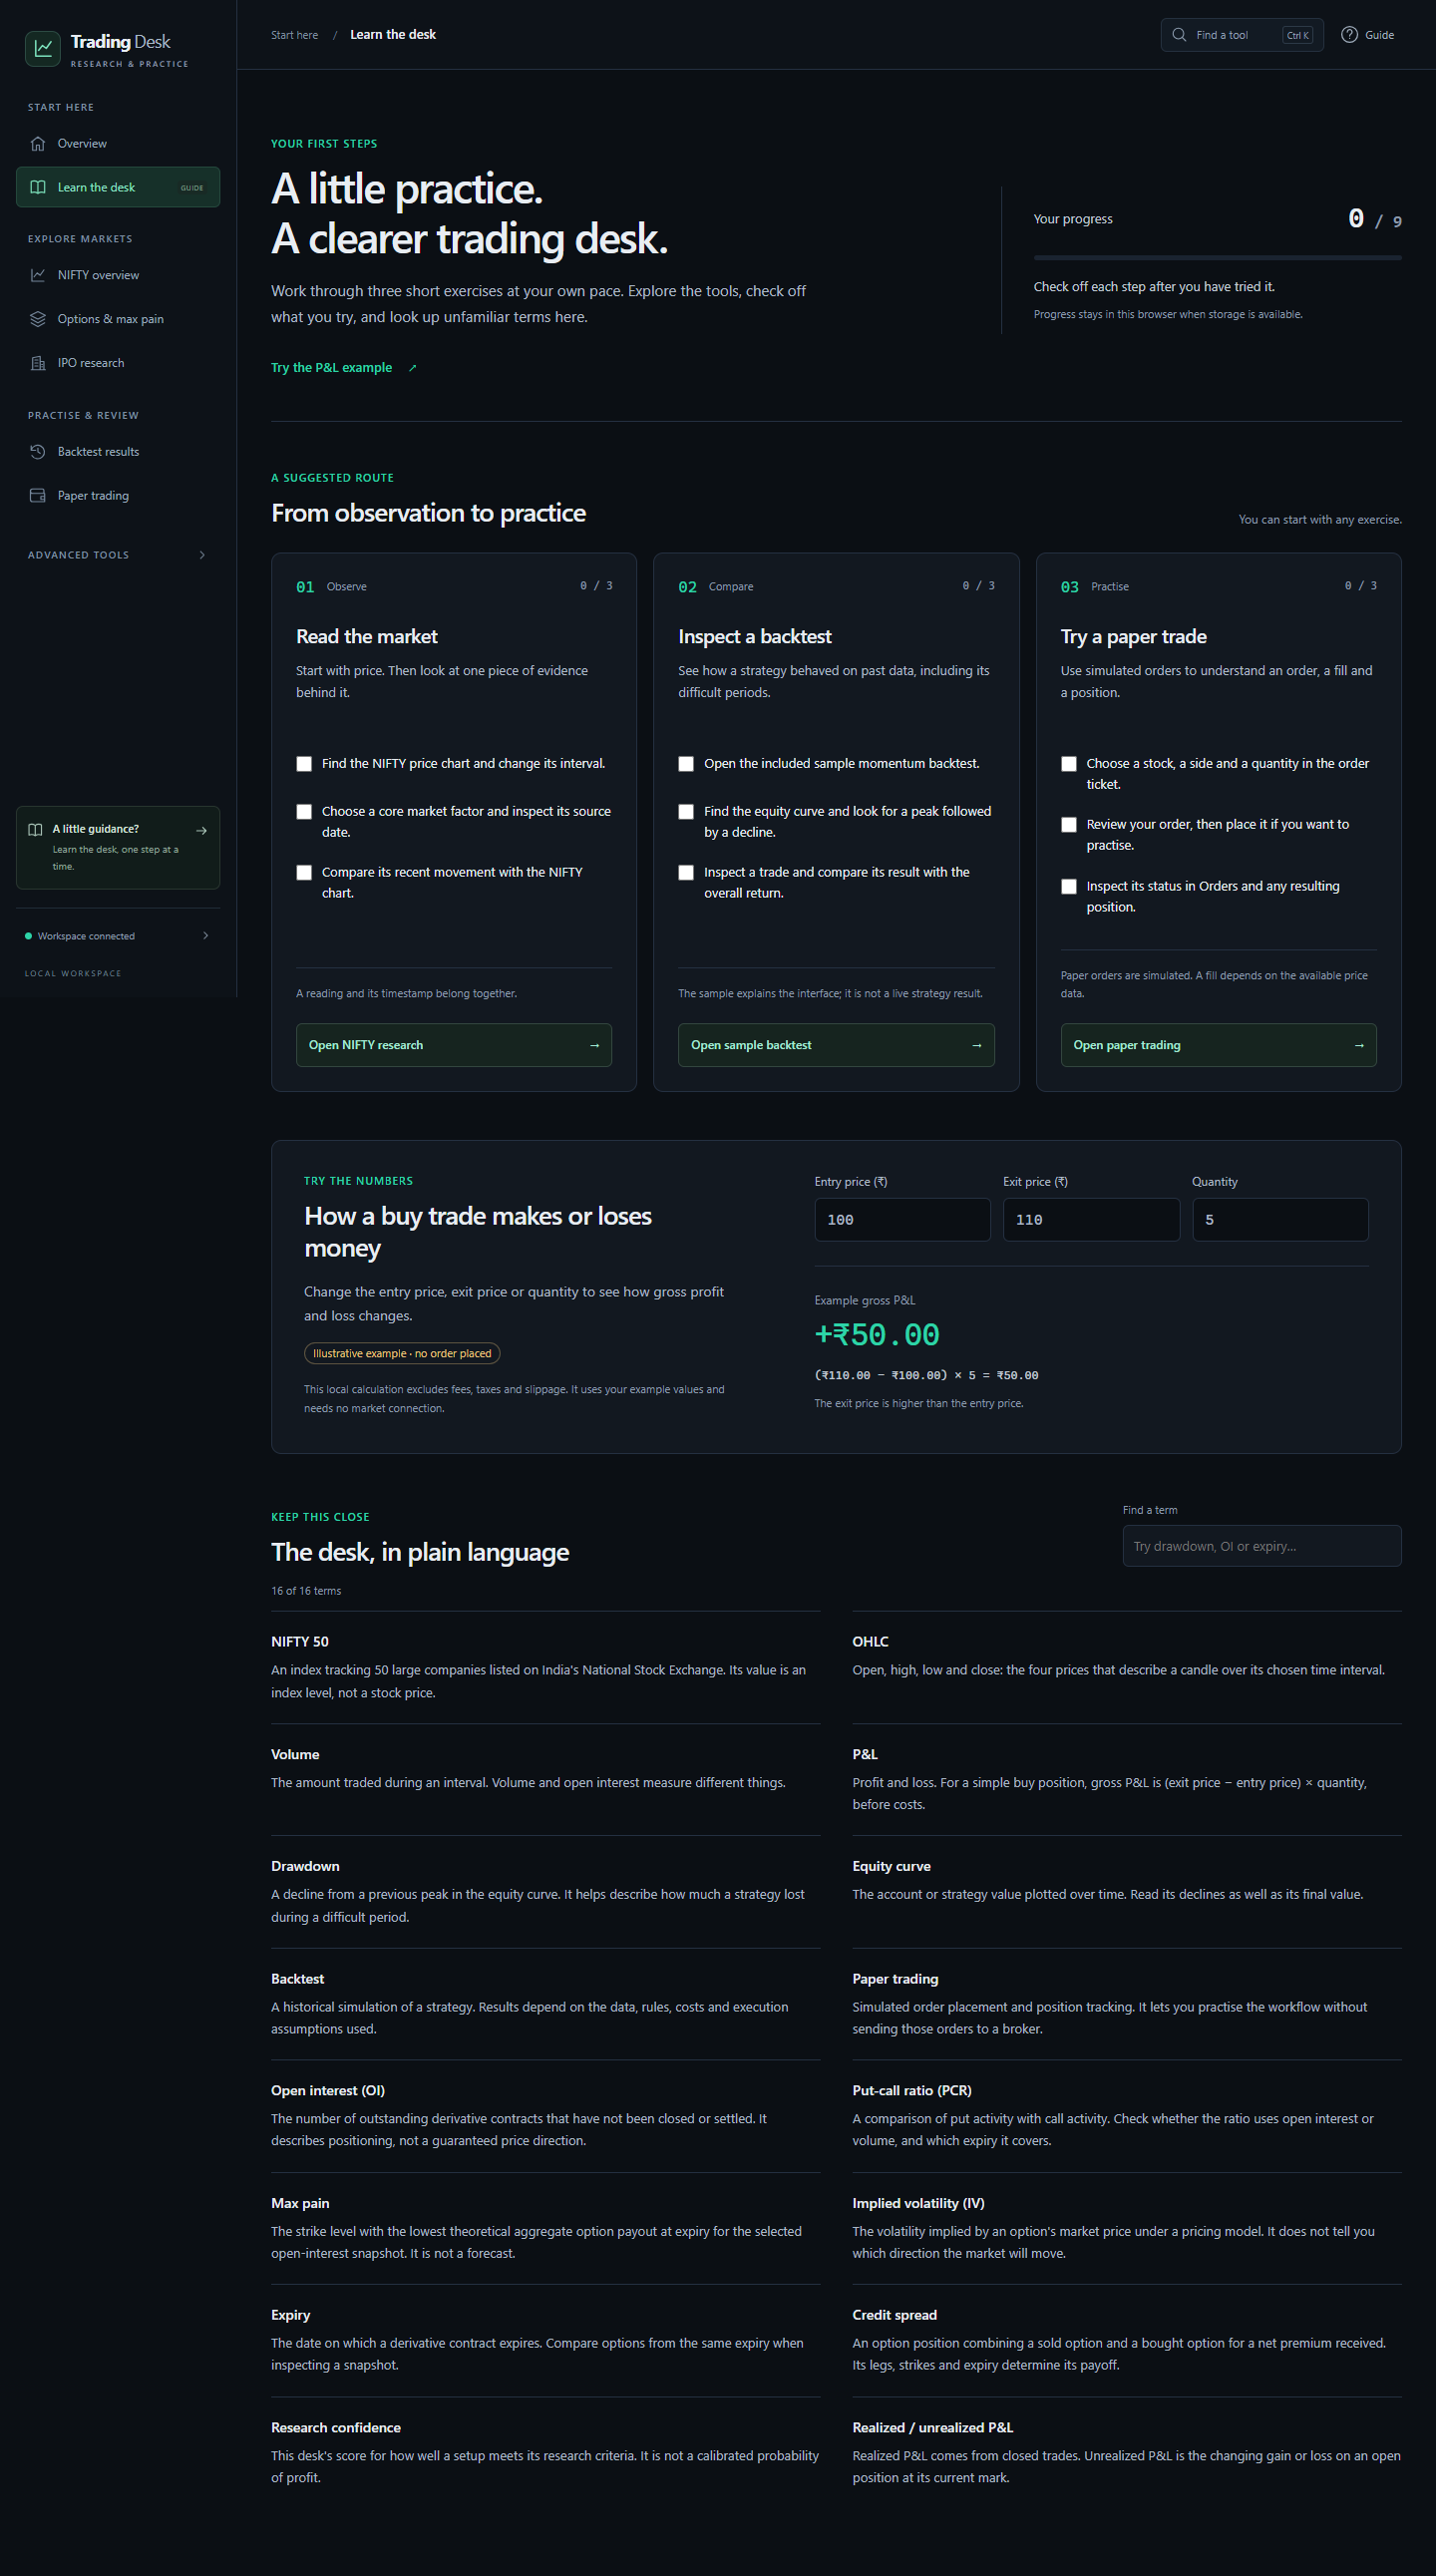 Trading Desk
RESEARCH & PRACTICE
START HERE
Overview
Learn the desk GUIDE
EXPLORE MARKETS
NIFTY overview
Options & max pain
IPO research
PRACTISE & REVIEW
Backtest results
Paper trading
ADVANCED TOOLS
A little guidance?
Learn the desk, one step at a
time.
Workspace connected
LOCAL WORKSPACE
Start here / Learn the desk
Find a tool Ctrl K
Guide
YOUR FIRST STEPS
A little practice.
A clearer trading desk.
Work through three short exercises at your own pace. Explore the tools, check off
what you try, and look up unfamiliar terms here.
Try the P&L example ↗
Your progress 0 / 9
Check off each step after you have tried it.
Progress stays in this browser when storage is available.
A SUGGESTED ROUTE
From observation to practice
You can start with any exercise.
01 Observe 0 / 3
Read the market
Start with price. Then look at one piece of evidence
behind it.
Find the NIFTY price chart and change its interval.
Choose a core market factor and inspect its source
date.
Compare its recent movement with the NIFTY
chart.
A reading and its timestamp belong together.
Open NIFTY research →
02 Compare 0 / 3
Inspect a backtest
See how a strategy behaved on past data, including its
difficult periods.
Open the included sample momentum backtest.
Find the equity curve and look for a peak followed
by a decline.
Inspect a trade and compare its result with the
overall return.
The sample explains the interface; it is not a live strategy result.
Open sample backtest →
03 Practise 0 / 3
Try a paper trade
Use simulated orders to understand an order, a fill and
a position.
Choose a stock, a side and a quantity in the order
ticket.
Review your order, then place it if you want to
practise.
Inspect its status in Orders and any resulting
position.
Paper orders are simulated. A fill depends on the available price
data.
Open paper trading →
TRY THE NUMBERS
How a buy trade makes or loses
money
Change the entry price, exit price or quantity to see how gross profit
and loss changes.
Illustrative example · no order placed
This local calculation excludes fees, taxes and slippage. It uses your example values and
needs no market connection.
Entry price (₹) Exit price (₹) Quantity
100 110 5
Example gross P&L
+₹50.00
(₹110.00 − ₹100.00) × 5 = ₹50.00
The exit price is higher than the entry price.
KEEP THIS CLOSE
The desk, in plain language
16 of 16 terms
Find a term
Try drawdown, OI or expiry...
NIFTY 50
An index tracking 50 large companies listed on India's National Stock Exchange. Its value is an
index level, not a stock price.
OHLC
Open, high, low and close: the four prices that describe a candle over its chosen time interval.
Volume
The amount traded during an interval. Volume and open interest measure different things.
P&L
Profit and loss. For a simple buy position, gross P&L is (exit price − entry price) × quantity,
before costs.
Drawdown
A decline from a previous peak in the equity curve. It helps describe how much a strategy lost
during a difficult period.
Equity curve
The account or strategy value plotted over time. Read its declines as well as its final value.
Backtest
A historical simulation of a strategy. Results depend on the data, rules, costs and execution
assumptions used.
Paper trading
Simulated order placement and position tracking. It lets you practise the workflow without
sending those orders to a broker.
Open interest (OI)
The number of outstanding derivative contracts that have not been closed or settled. It
describes positioning, not a guaranteed price direction.
Put-call ratio (PCR)
A comparison of put activity with call activity. Check whether the ratio uses open interest or
volume, and which expiry it covers.
Max pain
The strike level with the lowest theoretical aggregate option payout at expiry for the selected
open-interest snapshot. It is not a forecast.
Implied volatility (IV)
The volatility implied by an option's market price under a pricing model. It does not tell you
which direction the market will move.
Expiry
The date on which a derivative contract expires. Compare options from the same expiry when
inspecting a snapshot.
Credit spread
An option position combining a sold option and a bought option for a net premium received.
Its legs, strikes and expiry determine its payoff.
Research confidence
This desk's score for how well a setup meets its research criteria. It is not a calibrated probability
of profit.
Realized / unrealized P&L
Realized P&L comes from closed trades. Unrealized P&L is the changing gain or loss on an open
position at its current mark.